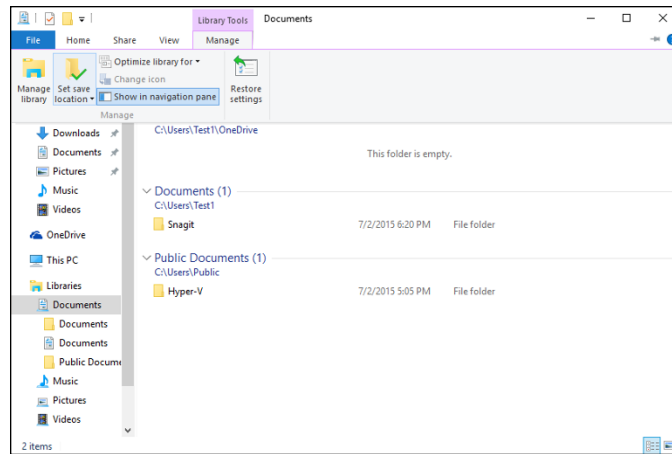 Library Tools
Documents
File
Home
Share
View
Manage
Manage
library
Set save
location
Optimize library for
Change icon
Show in navigation pane
Restore
settings
Manage
Downloads
Documents
Pictures
Music
Videos
OneDrive
This PC
Libraries
Documents
Documents
Documents
Public Docume
Music
Pictures
Videos
C:\Users\Test1\OneDrive
This folder is empty.
Documents (1)
C:\Users\Test1
Snagit 7/2/2015 6:20 PM File folder
Public Documents (1)
C:\Users\Public
Hyper-V 7/2/2015 5:05 PM File folder
2 items